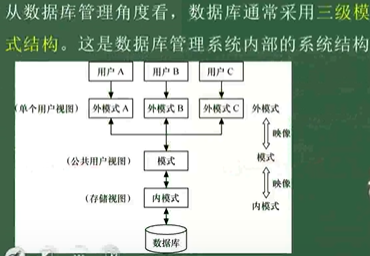 从数据库管理角度看，数据库通常采用三级模
式结构。这是数据库管理系统内部的系统结构
用户 A 用户 B 用户 C
(单个用户视图) 外模式 A 外模式 B 外模式 C 外模式
映像
(公共用户视图) 模式 模式
映像
(存储视图) 内模式 内模式
数据库